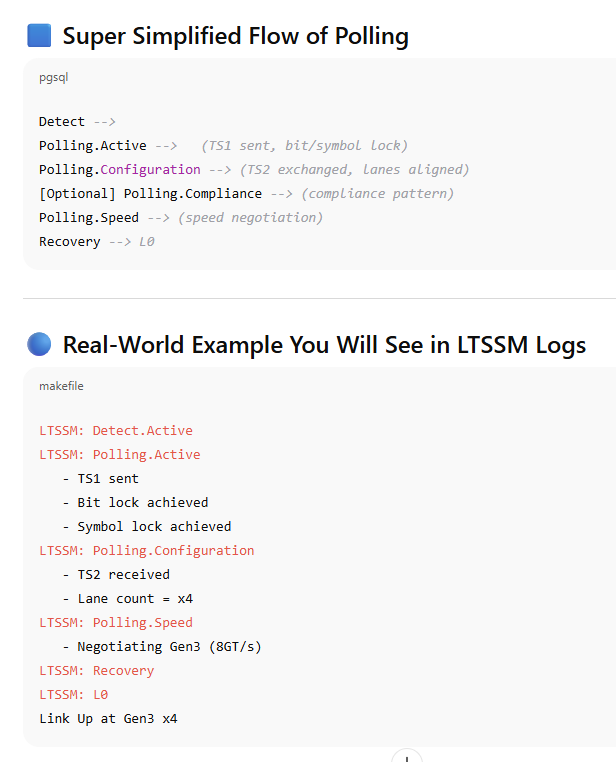 Super Simplified Flow of Polling
pgsql
Detect -->
Polling.Active -->   (TS1 sent, bit/symbol lock)
Polling.Configuration --> (TS2 exchanged, lanes aligned)
[Optional] Polling.Compliance --> (compliance pattern)
Polling.Speed --> (speed negotiation)
Recovery --> L0
Real-World Example You Will See in LTSSM Logs
makefile
LTSSM: Detect.Active
LTSSM: Polling.Active
   - TS1 sent
   - Bit lock achieved
   - Symbol lock achieved
LTSSM: Polling.Configuration
   - TS2 received
   - Lane count = x4
LTSSM: Polling.Speed
   - Negotiating Gen3 (8GT/s)
LTSSM: Recovery
LTSSM: L0
Link Up at Gen3 x4